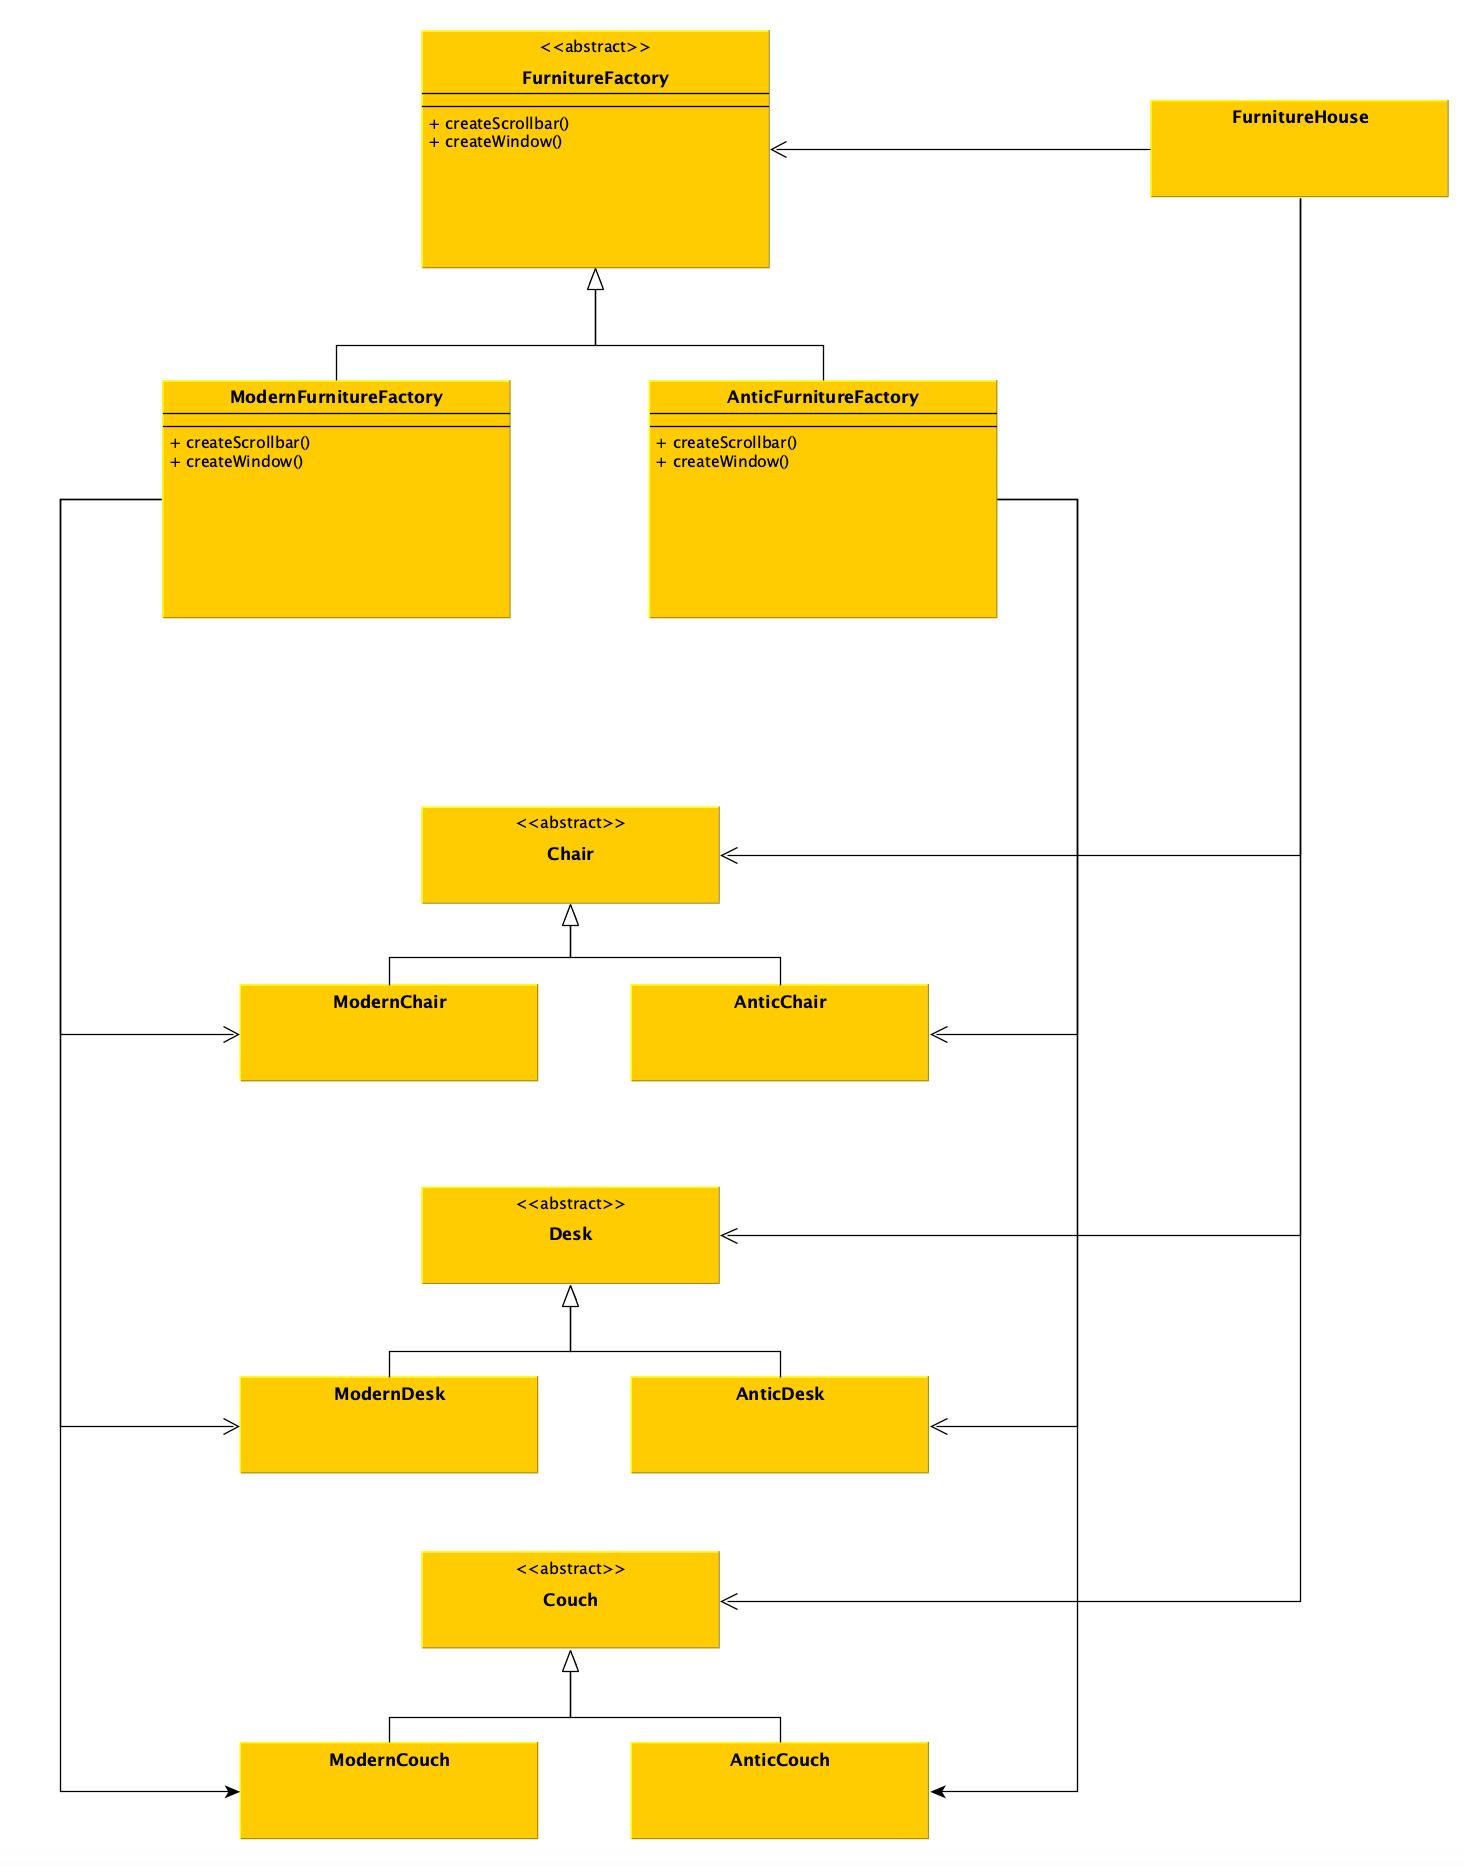 <<abstract>>
FurnitureFactory
+ createScrollbar()
+ createWindow()
FurnitureHouse
ModernFurnitureFactory
+ createScrollbar()
+ createWindow()
AnticFurnitureFactory
+ createScrollbar()
+ createWindow()
<<abstract>>
Chair
ModernChair
AnticChair
<<abstract>>
Desk
ModernDesk
AnticDesk
<<abstract>>
Couch
ModernCouch
AnticCouch